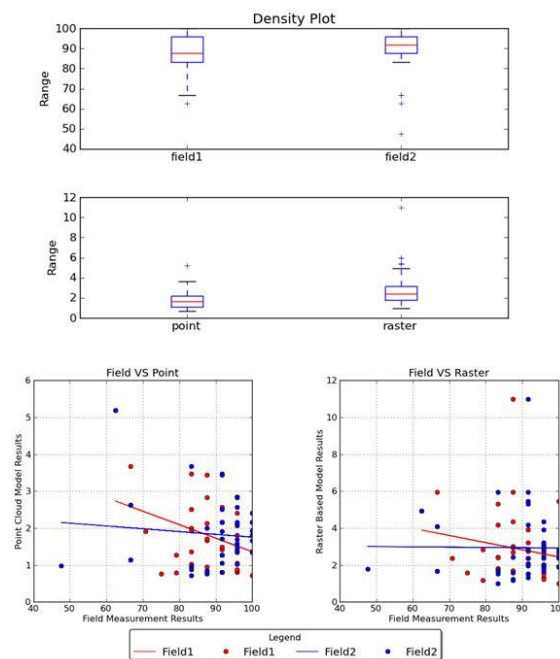 Density Plot
100
90
80
70
60
50
40
Range
field1
field2
12
10
8
6
4
2
0
Range
point
raster
Field VS Point
6
5
4
3
2
1
0
Point Cloud Model Results
40 50 60 70 80 90 100
Field Measurement Results
Field VS Raster
12
10
8
6
4
2
0
Raster Based Model Results
40 50 60 70 80 90 100
Field Measurement Results
Legend
Field1 Field1 Field2 Field2